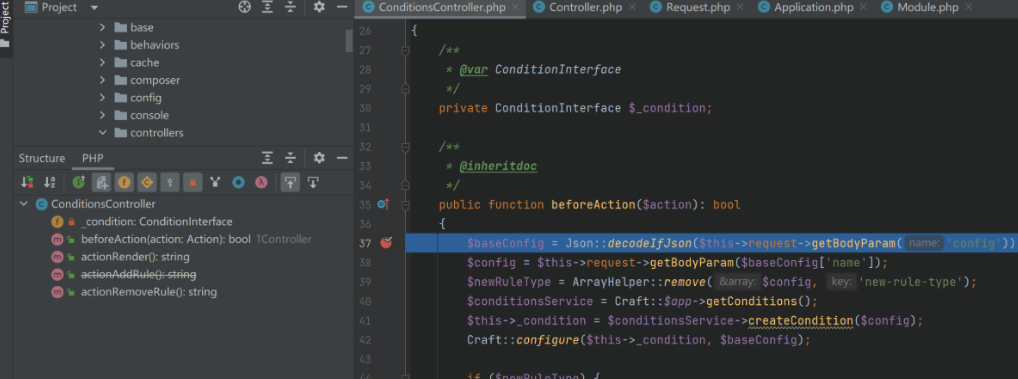 Project
Project
ConditionsController.php
Controller.php
Request.php
Application.php
Module.php
base
behaviors
cache
composer
config
console
controllers
Structure
PHP
ConditionsController
_condition: ConditionInterface
beforeAction(action: Action): bool ↑Controller
actionRender(): string
actionAddRule(): string
actionRemoveRule(): string
26 {
27 /**
28 * @var ConditionInterface
29 */
30 private ConditionInterface $_condition;
31
32 /**
33 * @inheritdoc
34 */
35 public function beforeAction($action): bool
36 {
37 $baseConfig = Json::decodeIfJson($this->request->getBodyParam( name: 'config'))
38 $config = $this->request->getBodyParam($baseConfig['name']);
39 $newRuleType = ArrayHelper::remove( &array: $config, key: 'new-rule-type');
40 $conditionsService = Craft::$app->getConditions();
41 $this->_condition = $conditionsService->createCondition($config);
42 Craft::configure($this->_condition, $baseConfig);
43
44 if ($newRuleType) {